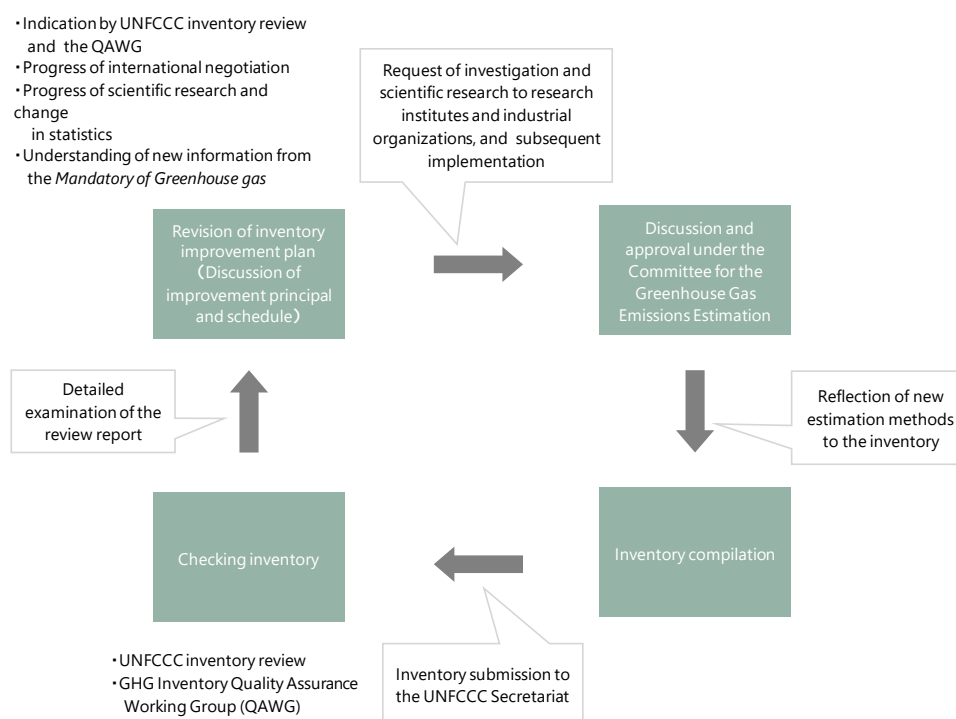 ・Indication by UNFCCC inventory review
and the QAWG
・Progress of international negotiation
・Progress of scientific research and
change
in statistics
・Understanding of new information from
the Mandatory of Greenhouse gas
Request of investigation and
scientific research to research
institutes and industrial
organizations, and subsequent
implementation
Revision of inventory
improvement plan
(Discussion of
improvement principal
and schedule)
Discussion and
approval under the
Committee for the
Greenhouse Gas
Emissions Estimation
Detailed
examination of the
review report
Reflection of new
estimation methods
to the inventory
Checking inventory
Inventory compilation
・UNFCCC inventory review
・GHG Inventory Quality Assurance
Working Group (QAWG)
Inventory submission to
the UNFCCC Secretariat